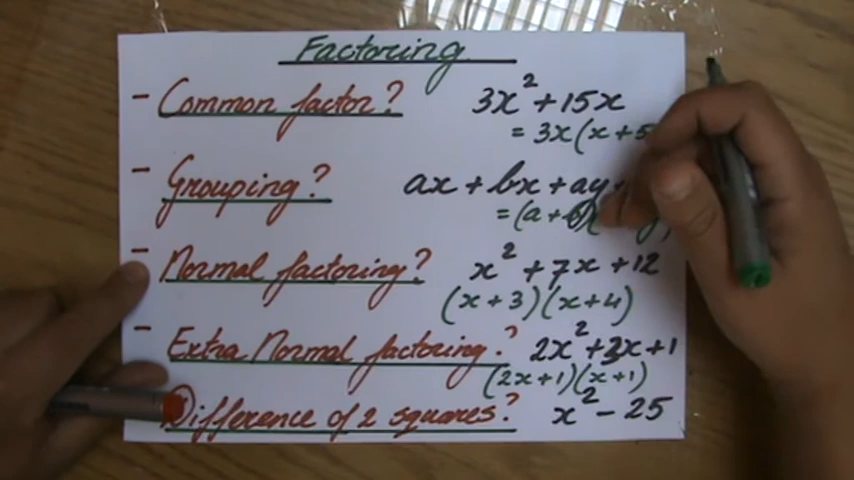 Factoring
- Common factor? 3x² + 15x
= 3x(x + 5
- Grouping? ax + bx + ay
= (a + b)( y)
- Normal factoring? x² + 7x + 12
(x + 3)(x + 4)
- Extra Normal factoring? 2x² + 3x + 1
(2x + 1)(x + 1)
- Difference of 2 squares? x² - 25